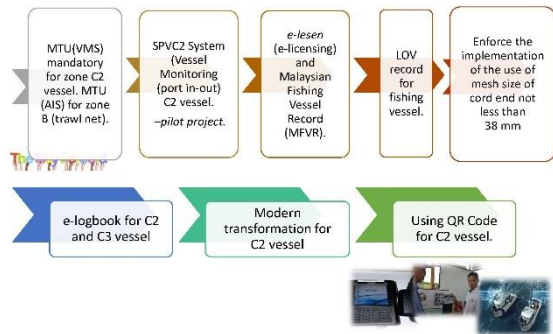 MTU(VMS)
mandatory for
zone C2
vessel. MTU
(AIS) for zone
B (trawl net).
SPVC2 System
(Vessel
Monitoring
(port in-out)
C2 vessel.
–pilot project.
e-lesen
(e-licensing) and
Malaysian
Fishing
Vessel
Record
(MFVR).
LOV
record
for
fishing
vessel.
Enforce the
implementation
of the use of
mesh size of
cord end not
less than
38 mm
e-logbook for C2
and C3 vessel
Modern
transformation for
C2 vessel
Using QR Code
for C2 vessel.